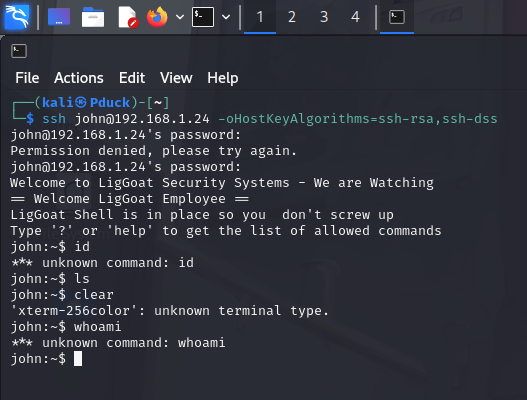 1 2 3 4
File Actions Edit View Help
┌──(kali㉿Pduck)-[~]
└─$ ssh john@192.168.1.24 -oHostKeyAlgorithms=ssh-rsa,ssh-dss
john@192.168.1.24's password:
Permission denied, please try again.
john@192.168.1.24's password:
Welcome to LigGoat Security Systems - We are Watching
== Welcome LigGoat Employee ==
LigGoat Shell is in place so you  don't screw up
Type '?' or 'help' to get the list of allowed commands
john:~$ id
*** unknown command: id
john:~$ ls
john:~$ clear
'xterm-256color': unknown terminal type.
john:~$ whoami
*** unknown command: whoami
john:~$